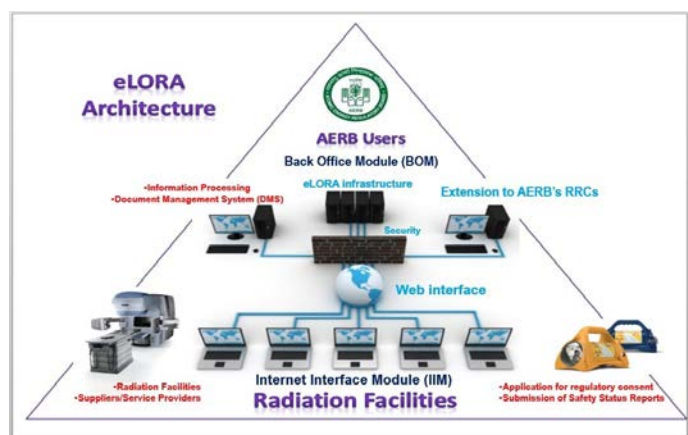 eLORA
Architecture
AERB
AERB Users
Back Office Module (BOM)
•Information Processing
•Document Management System (DMS)
eLORA infrastructure
Extension to AERB's RRCs
Security
Web interface
•Radiation Facilities
•Suppliers/Service Providers
Internet Interface Module (IIM)
Radiation Facilities
•Application for regulatory consent
•Submission of Safety Status Reports